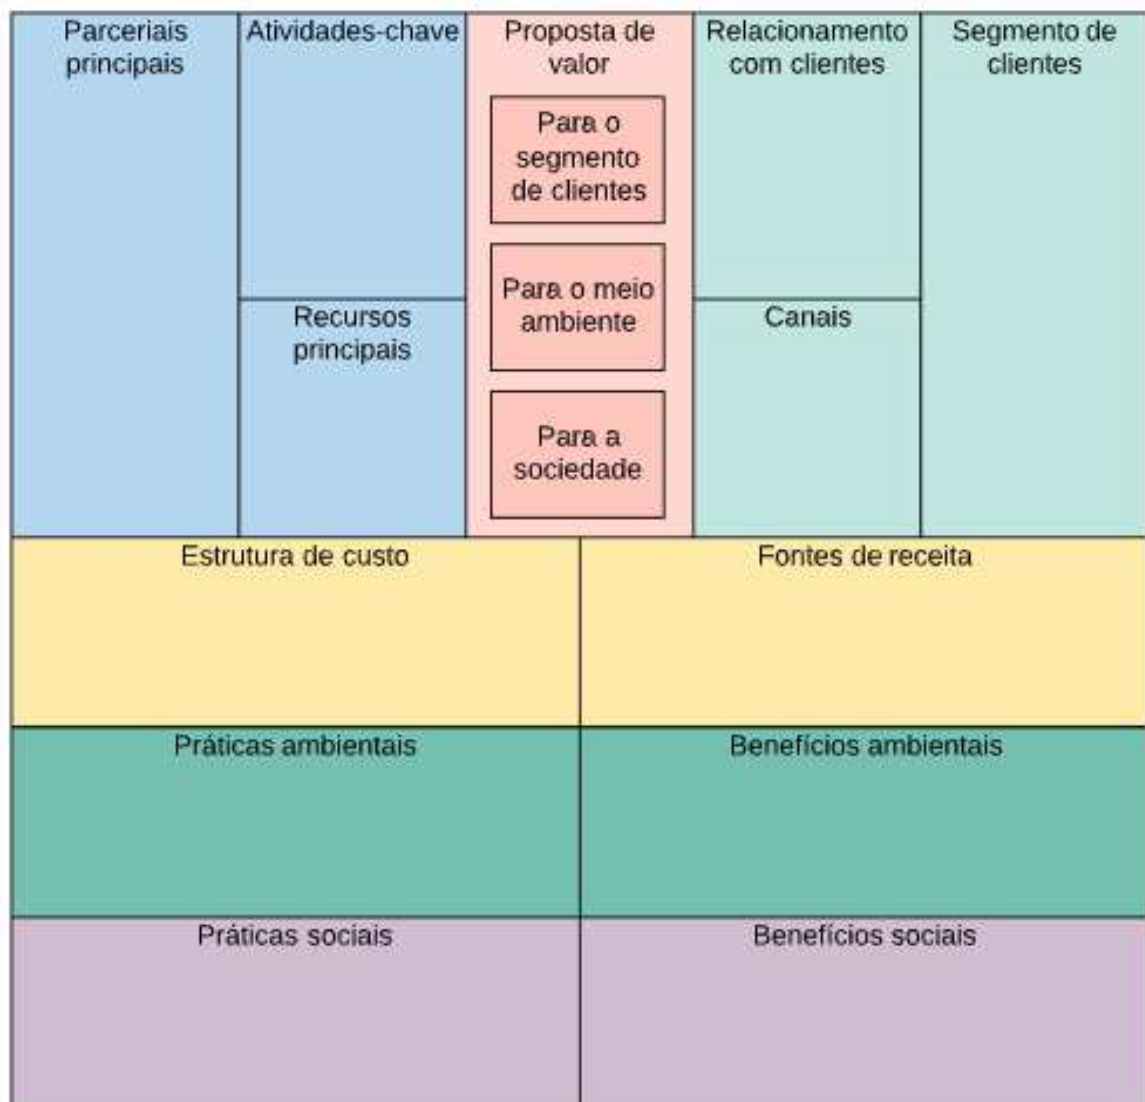 Parceriais
principais
Atividades-chave
Recursos
principais
Proposta de
valor
Para o
segmento
de clientes
Para o meio
ambiente
Para a
sociedade
Relacionamento
com clientes
Canais
Segmento de
clientes
Estrutura de custo
Fontes de receita
Práticas ambientais
Benefícios ambientais
Práticas sociais
Benefícios sociais